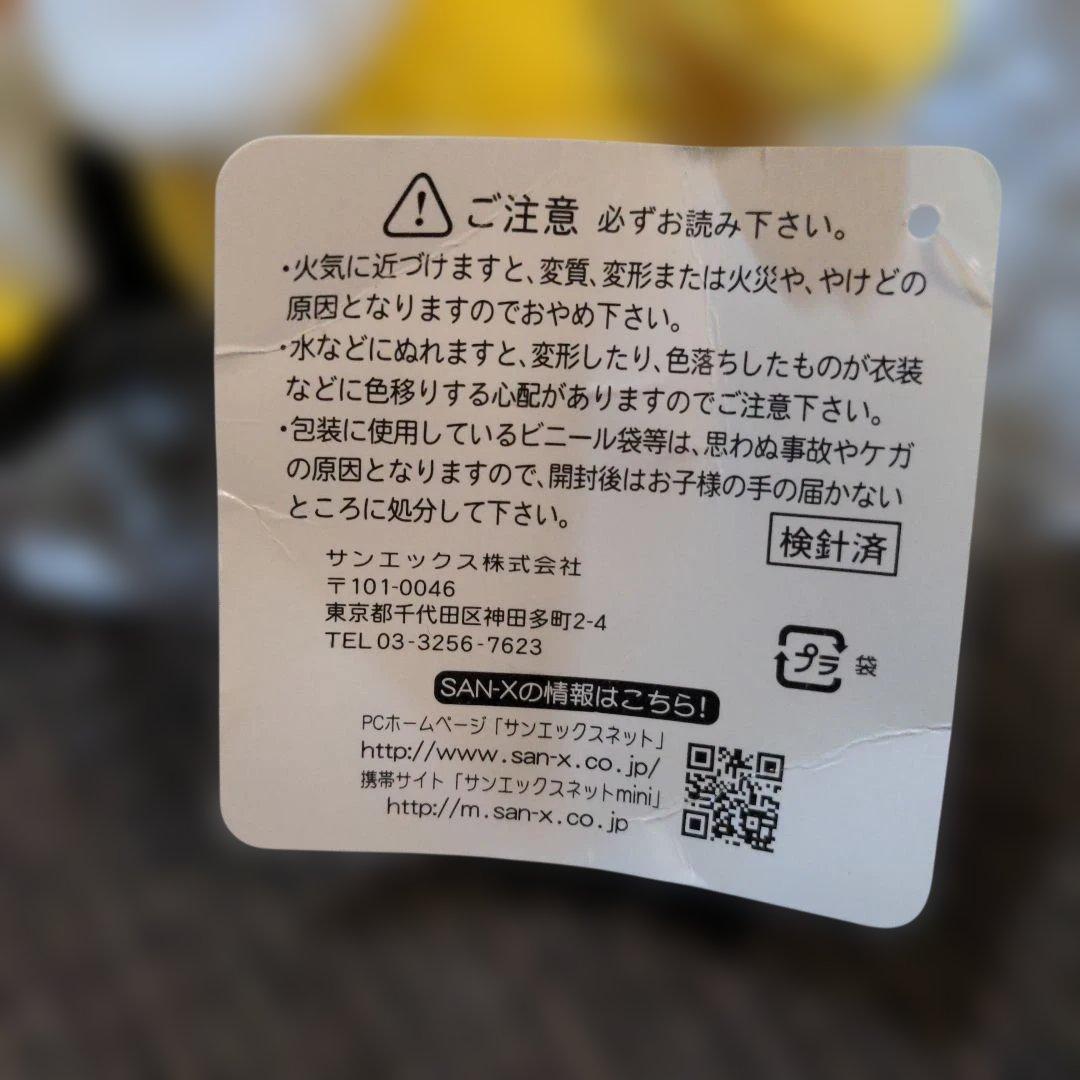 ご注意 必ずお読み下さい。
・火気に近づけますと、変質、変形または火災や、やけどの
原因となりますのでおやめ下さい。
・水などにぬれますと、変形したり、色落ちしたものが衣装
などに色移りする心配がありますのでご注意下さい。
・包装に使用しているビニール袋等は、思わぬ事故やケガ
の原因となりますので、開封後はお子様の手の届かない
ところに処分して下さい。
検針済
サンエックス株式会社
〒101-0046
東京都千代田区神田多町2-4
TEL 03-3256-7623
プラ 袋
SAN-Xの情報はこちら!
PCホームページ「サンエックスネット」
http://www.san-x.co.jp/
携帯サイト「サンエックスネットmini」
http://m.san-x.co.jp